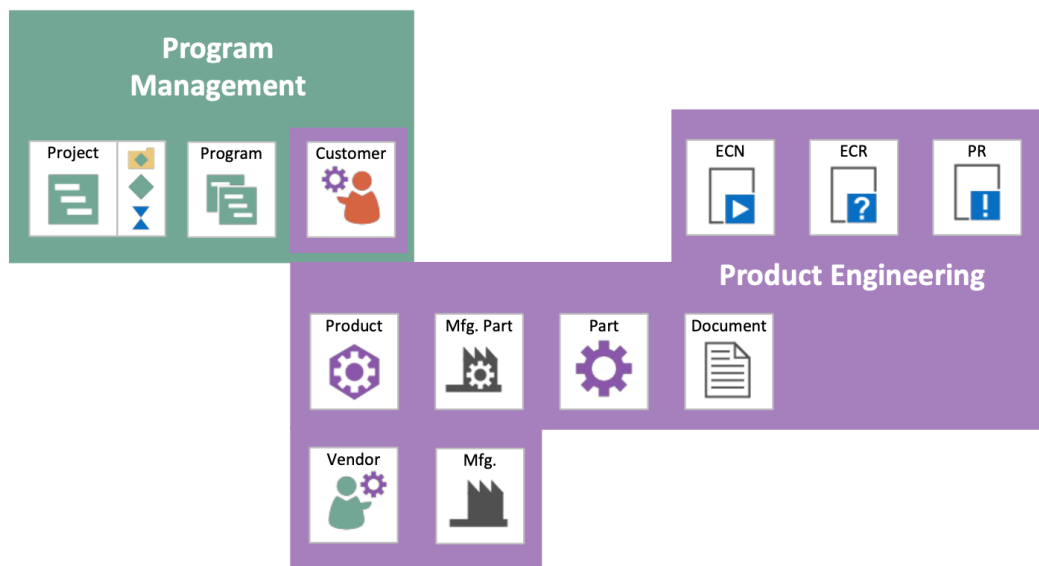 Program
Management
Project
Program
Customer
ECN
ECR
PR
?
!
Product Engineering
Product
Mfg. Part
Part
Document
Vendor
Mfg.